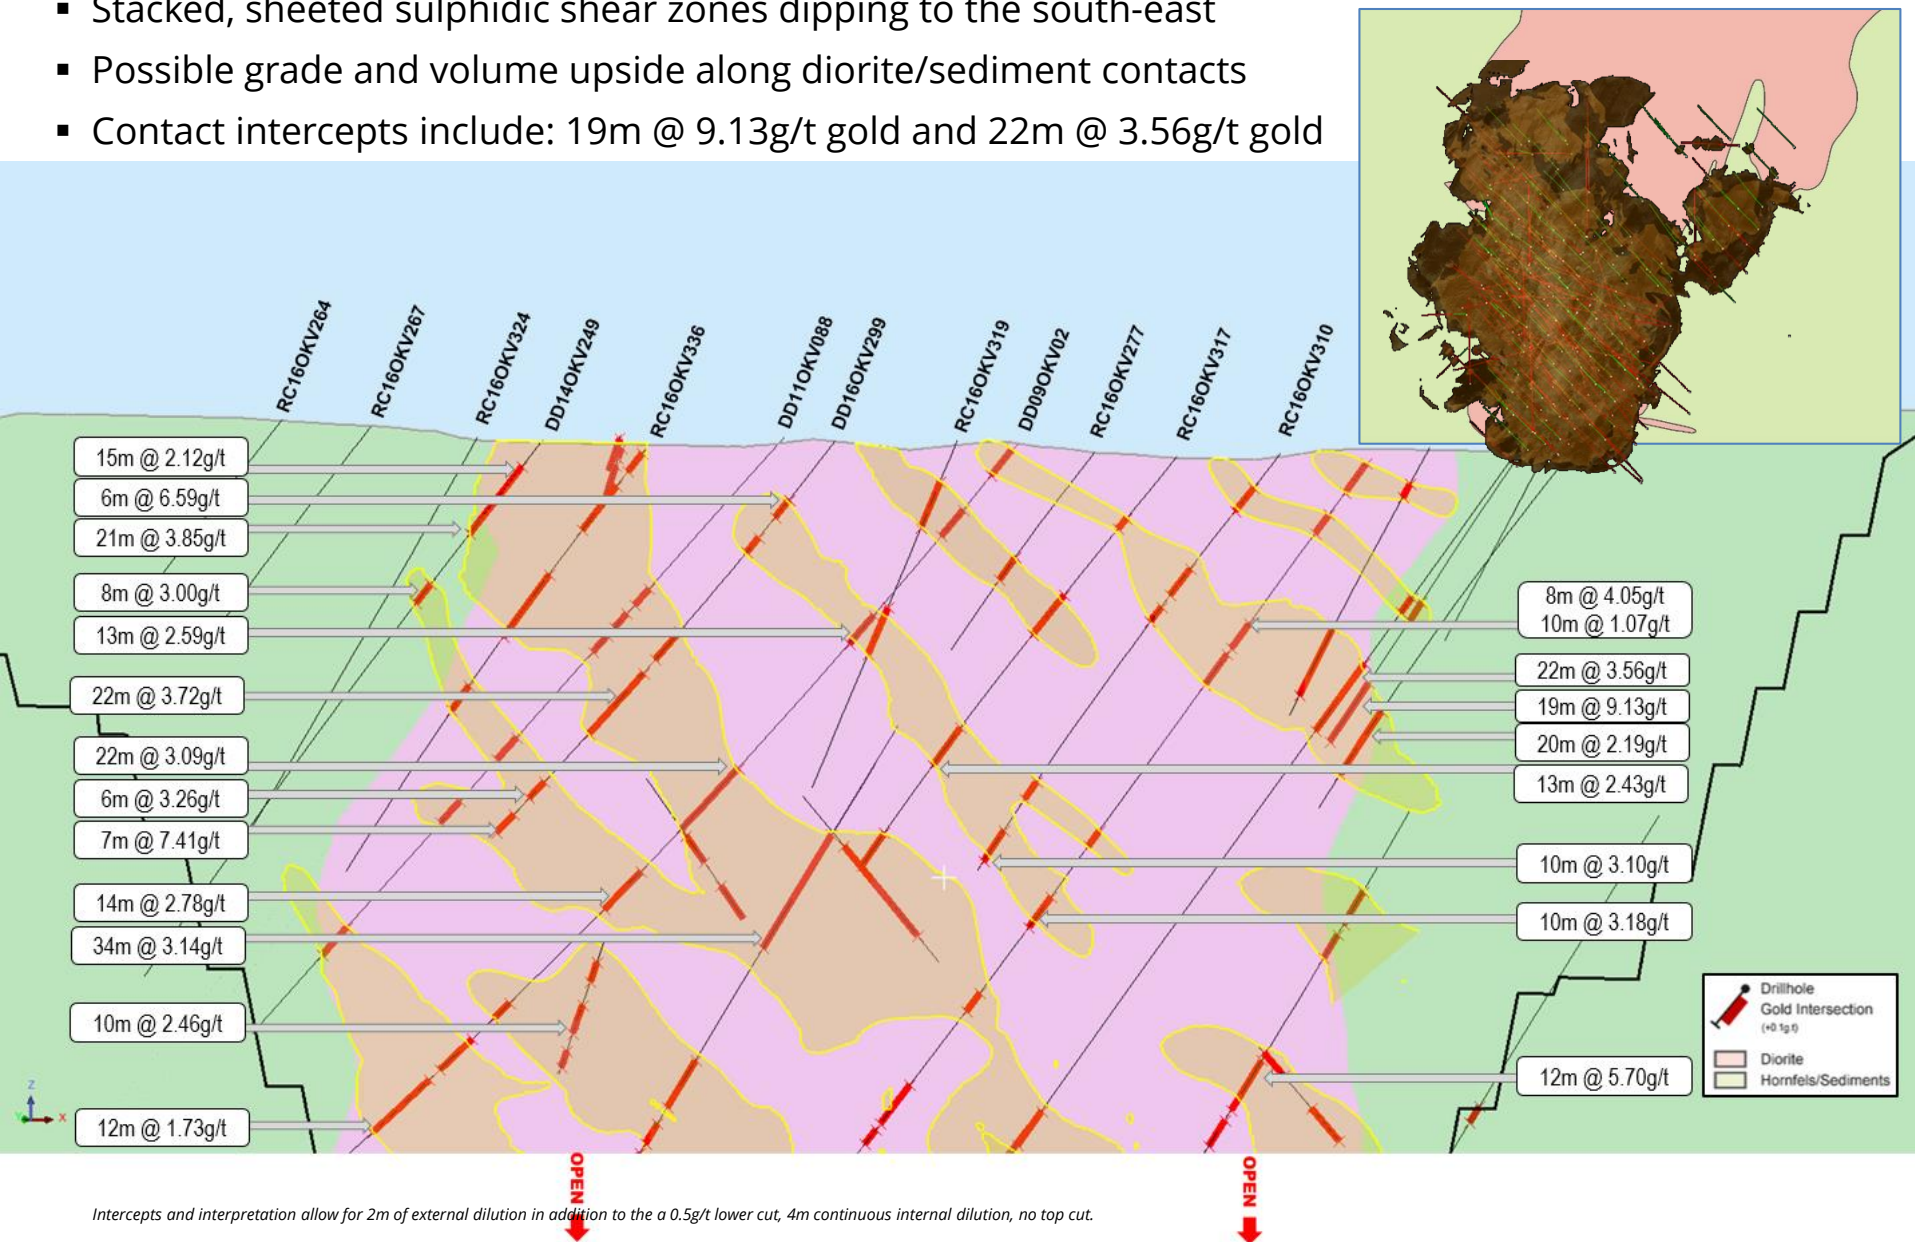 ▪ Stacked, sheeted sulphidic shear zones dipping to the south-east
▪ Possible grade and volume upside along diorite/sediment contacts
▪ Contact intercepts include: 19m @ 9.13g/t gold and 22m @ 3.56g/t gold
RC16OKV264
RC16OKV267
RC16OKV324
DD14OKV249
RC16OKV336
DD11OKV088
DD16OKV299
RC16OKV319
DD09OKV02
RC16OKV277
RC16OKV317
RC16OKV310
15m @ 2.12g/t
6m @ 6.59g/t
21m @ 3.85g/t
8m @ 3.00g/t
13m @ 2.59g/t
22m @ 3.72g/t
22m @ 3.09g/t
6m @ 3.26g/t
7m @ 7.41g/t
14m @ 2.78g/t
34m @ 3.14g/t
10m @ 2.46g/t
12m @ 1.73g/t
8m @ 4.05g/t
10m @ 1.07g/t
22m @ 3.56g/t
19m @ 9.13g/t
20m @ 2.19g/t
13m @ 2.43g/t
10m @ 3.10g/t
10m @ 3.18g/t
12m @ 5.70g/t
Drillhole
Gold Intersection
(+0.1g.t)
Diorite
Hornfels/Sediments
Z
Y
X
OPEN
OPEN
Intercepts and interpretation allow for 2m of external dilution in addition to the a 0.5g/t lower cut, 4m continuous internal dilution, no top cut.